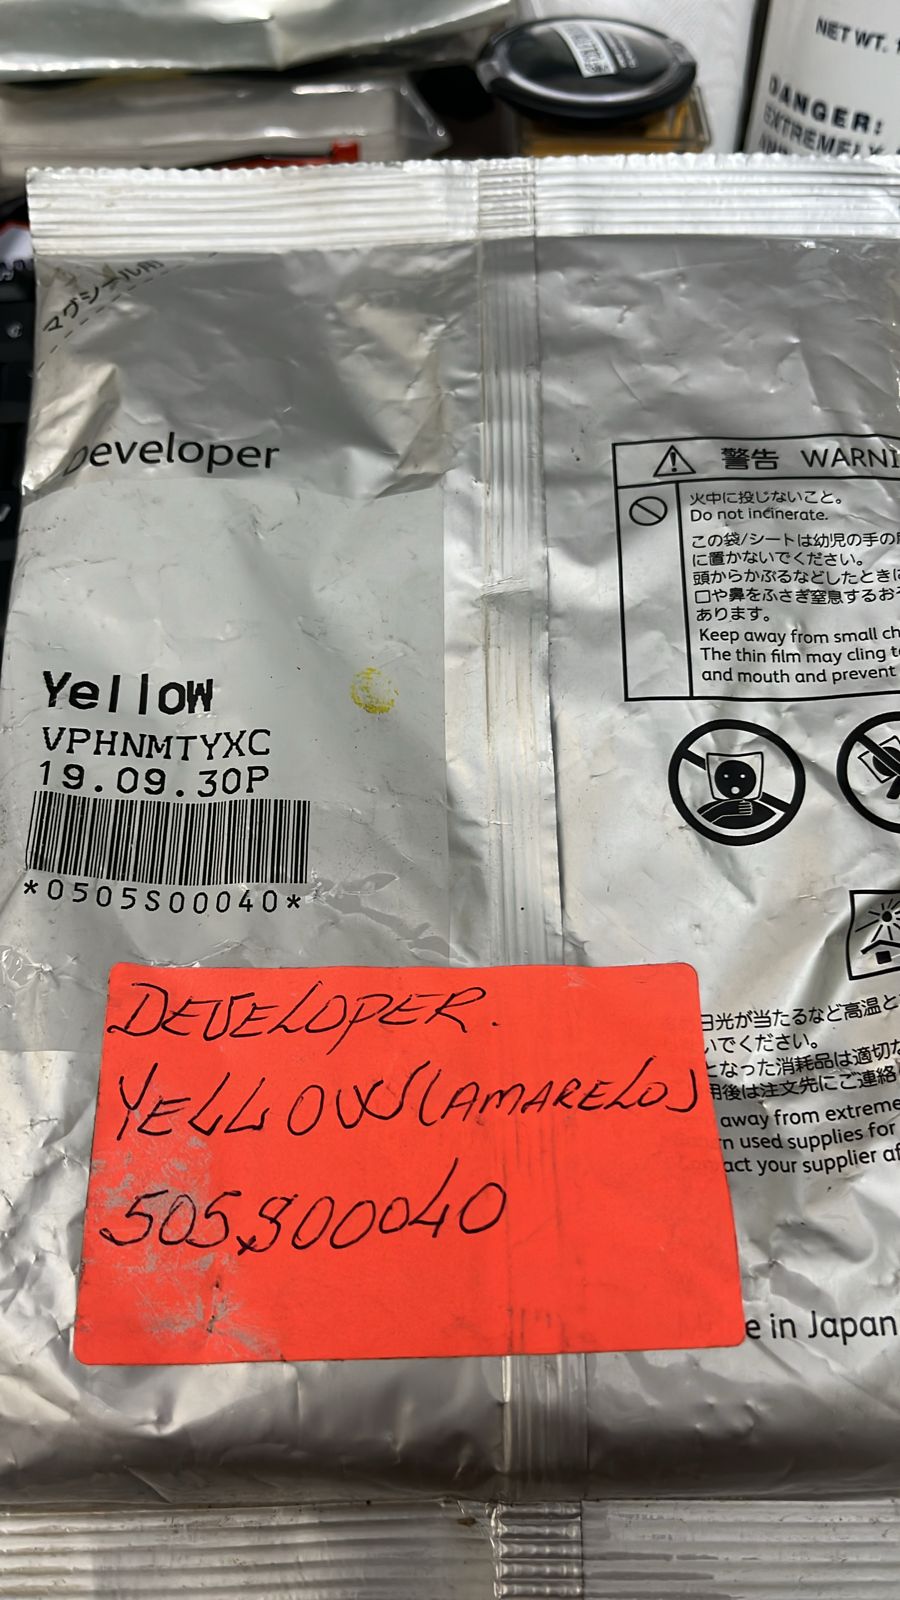 NET WT.
DANGER:
EXTREMELY
マグシール用
Developer
Yellow
VPHNMTYXC
19.09.30P
*0505S00040*
警告 WARNI
火中に投じないこと。
Do not incinerate.
この袋/シートは幼児の手の
に置かないでください。
頭からかぶるなどしたときに
口や鼻をふさぎ窒息するおそ
あります。
Keep away from small ch
The thin film may cling t
and mouth and prevent
日光が当たるなど高温と
いでください。
となった消耗品は適切な
用後は注文先にご連絡
away from extreme
rn used supplies for
act your supplier af
e in Japan
DEVELOPER.
YELLOW (AMARELO)
505S00040